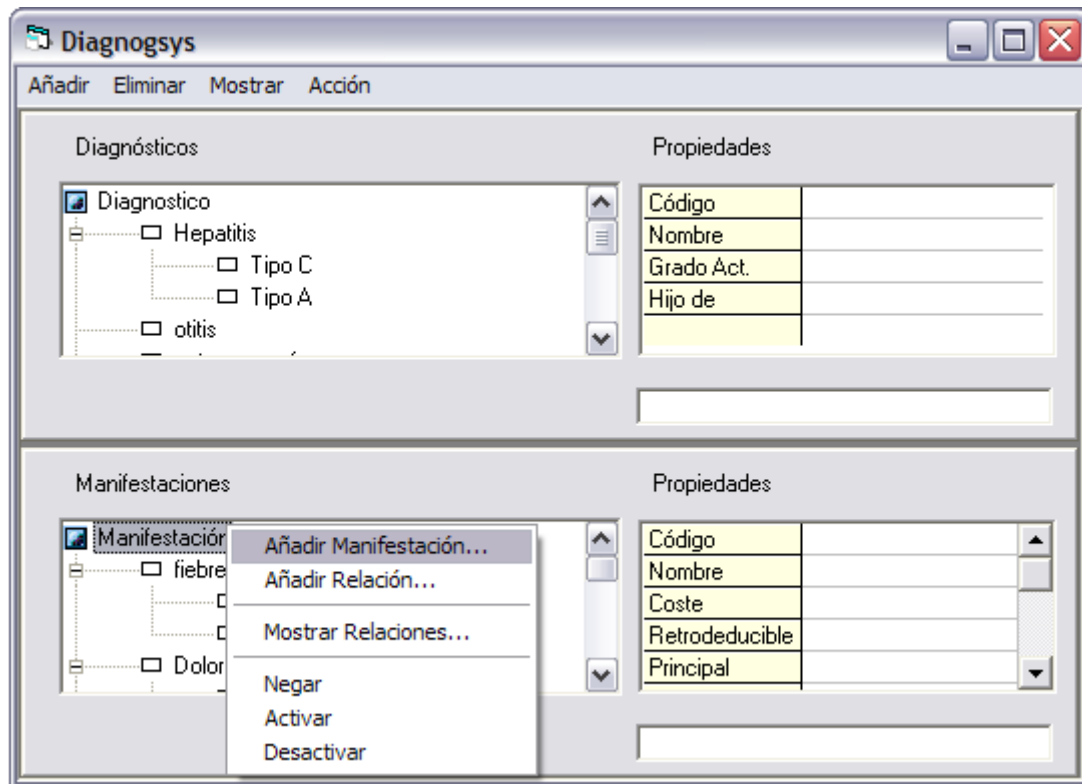 Diagnogsys
Añadir Eliminar Mostrar Acción
Diagnósticos
Propiedades
Diagnostico
Hepatitis
Tipo C
Tipo A
otitis
Código
Nombre
Grado Act.
Hijo de
Manifestaciones
Propiedades
Manifestación
fiebre
Dolor
Añadir Manifestación...
Añadir Relación...
Mostrar Relaciones...
Negar
Activar
Desactivar
Código
Nombre
Coste
Retrodeducible
Principal